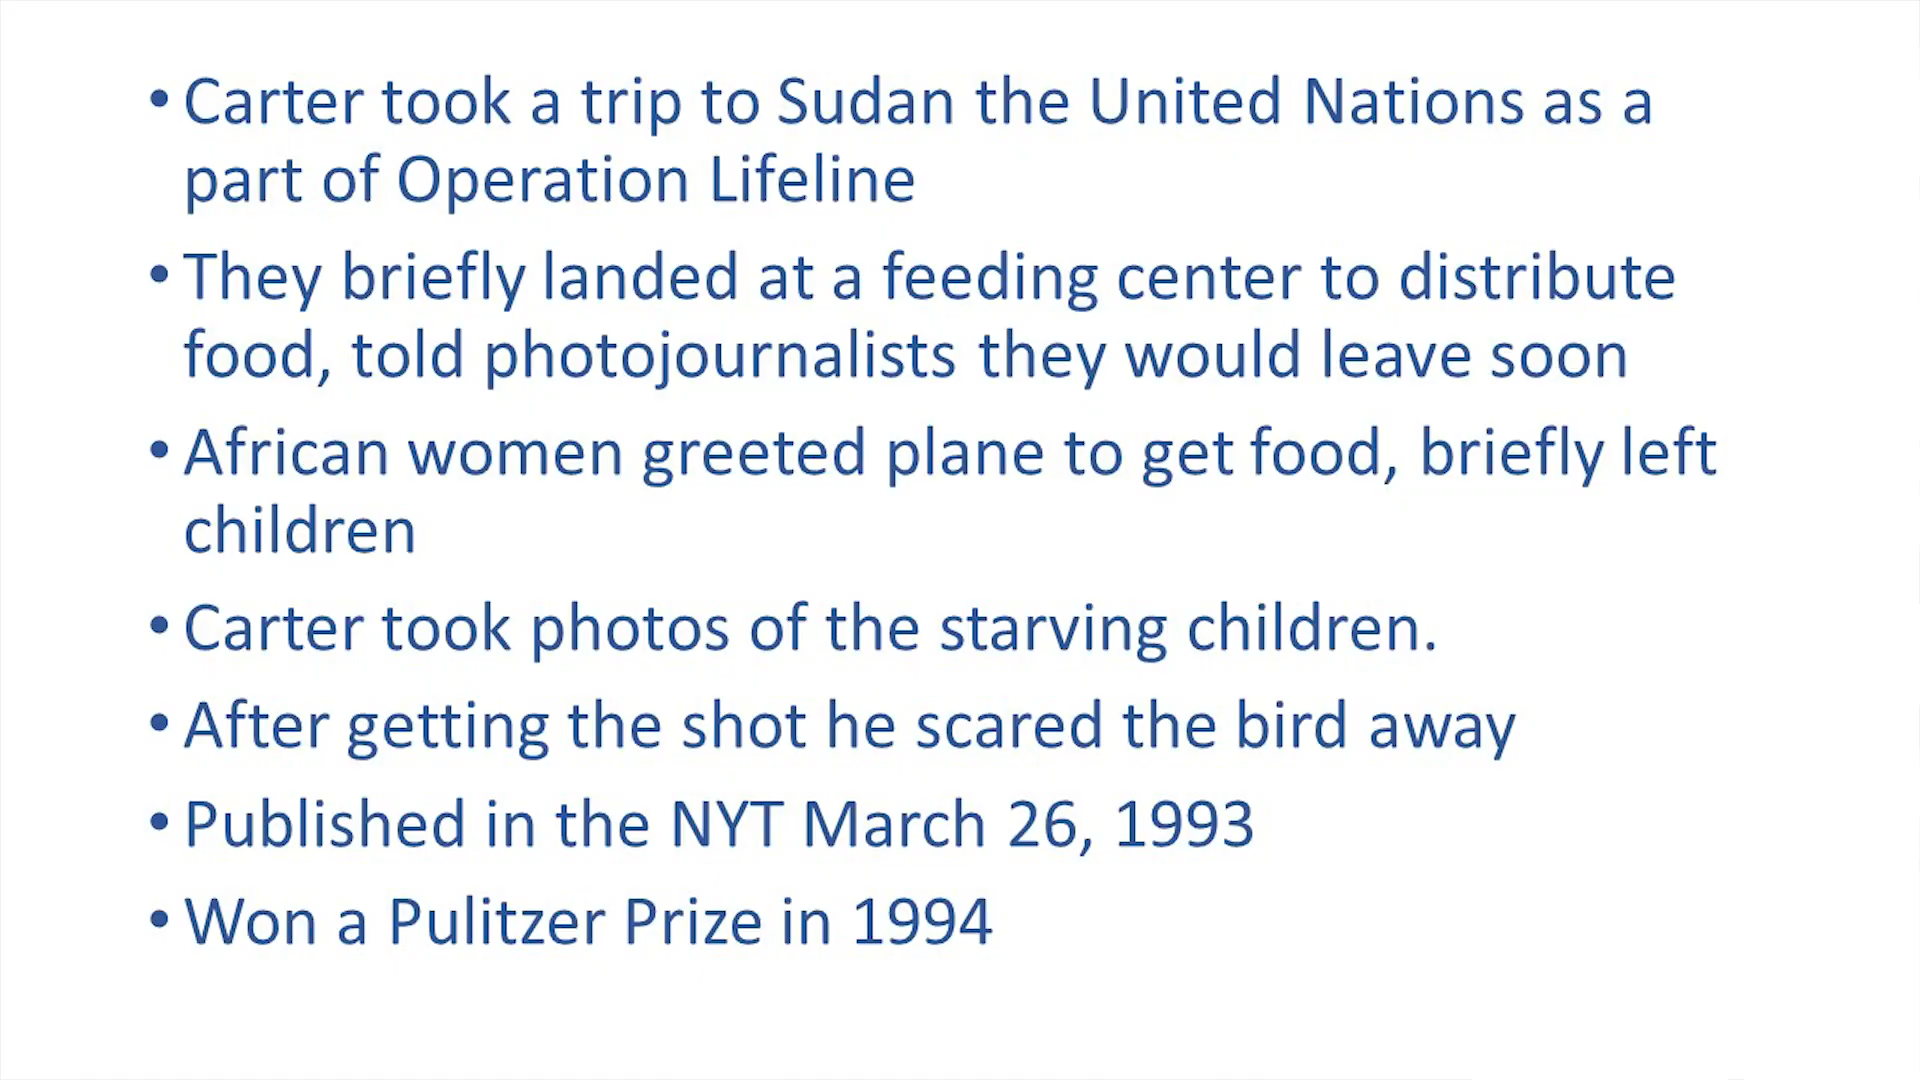 • Carter took a trip to Sudan the United Nations as a
part of Operation Lifeline
• They briefly landed at a feeding center to distribute
food, told photojournalists they would leave soon
• African women greeted plane to get food, briefly left
children
• Carter took photos of the starving children.
• After getting the shot he scared the bird away
• Published in the NYT March 26, 1993
• Won a Pulitzer Prize in 1994